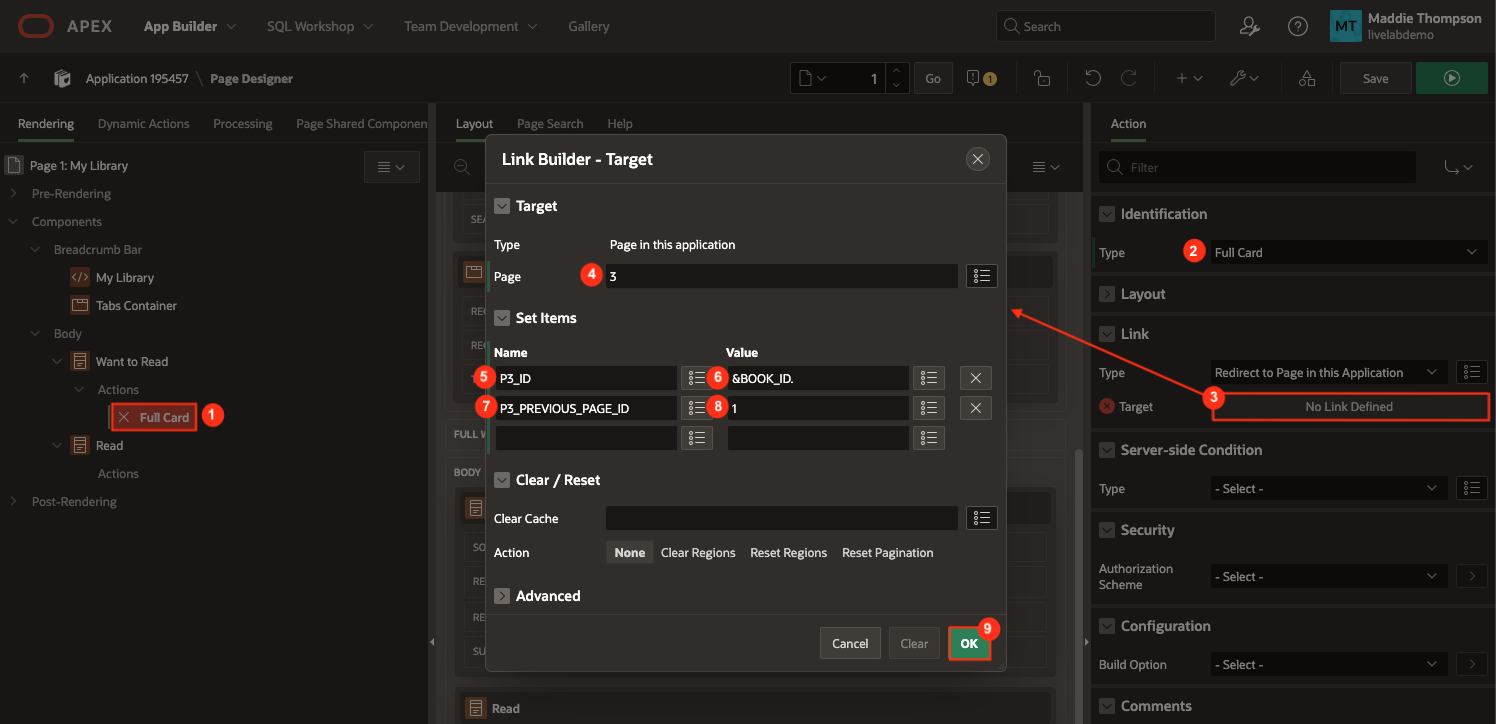 APEX
App Builder
SQL Workshop
Team Development
Gallery
Search
MT
Maddie Thompson
livelabdemo
Application 195457 \ Page Designer
1
Go
1
Save
Rendering
Dynamic Actions
Processing
Page Shared Componen
Layout
Page Search
Help
Action
Page 1: My Library
Pre-Rendering
Components
Breadcrumb Bar
My Library
Tabs Container
Body
Want to Read
Actions
Full Card
1
Read
Actions
Post-Rendering
SEA
REG
REG
FULL W
BODY
SO
RE
RE
SU
Read
Link Builder - Target
Target
Type
Page in this application
Page
4
3
Set Items
Name
Value
5
P3_ID
6
&BOOK_ID.
7
P3_PREVIOUS_PAGE_ID
8
1
Clear / Reset
Clear Cache
Action
None
Clear Regions
Reset Regions
Reset Pagination
Advanced
Cancel
Clear
OK
9
Filter
Identification
Type
2
Full Card
Layout
Link
Type
Redirect to Page in this Application
Target
3
No Link Defined
Server-side Condition
Type
- Select -
Security
Authorization
Scheme
- Select -
Configuration
Build Option
- Select -
Comments